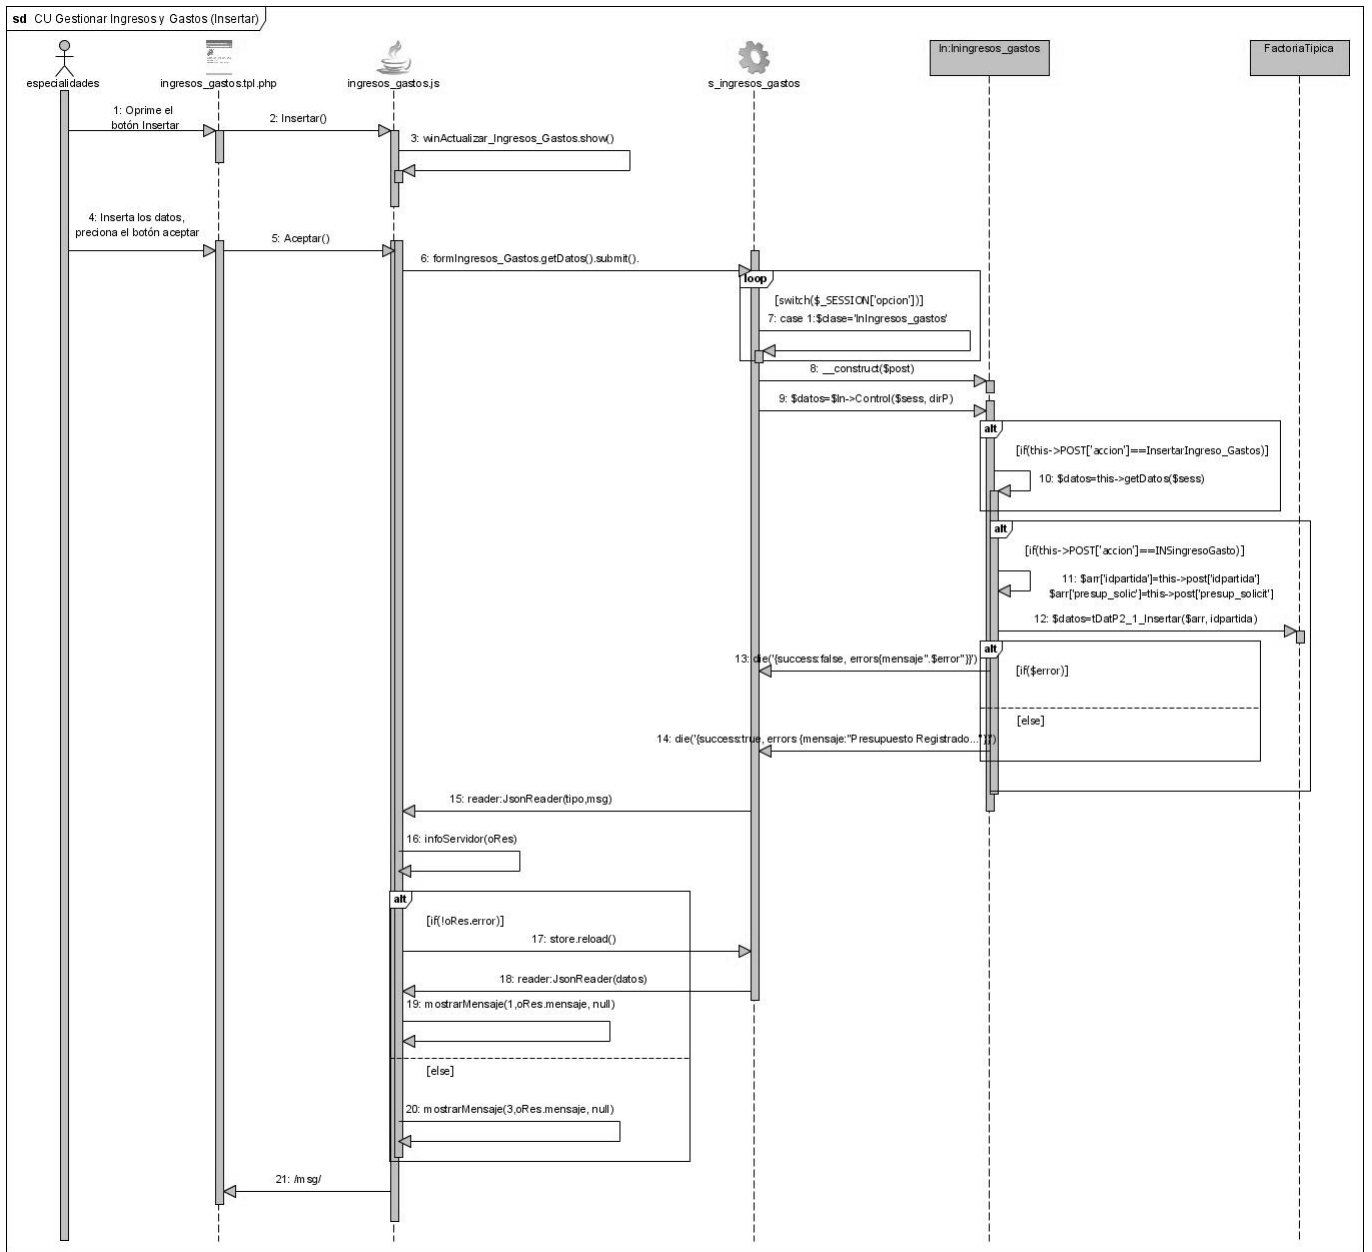 sd CU Gestionar Ingresos y Gastos (Insertar)
especialidades
ingresos_gastos.tpl.php
ingresos_gastos.js
s_ingresos_gastos
In:Iningresos_gastos
FactoriaTipica
1: Oprime el
botón Insertar
2: Insertar()
3: winActualizar_Ingresos_Gastos.show()
4: Inserta los datos,
preciona el botón aceptar
5: Aceptar()
6: formIngresos_Gastos.getDatos().submit().
loop
[switch($_SESSION['opcion'])]
7: case 1:$clase='InIngresos_gastos'
8: __construct($post)
9: $datos=$In->Control($sess, dirP)
alt
[if(this->POST['accion']==InsertarIngreso_Gastos)]
10: $datos=this->getDatos($sess)
alt
[if(this->POST['accion']==INSingresoGasto)]
11: $arr['idpartida']=this->post['idpartida']
$arr['presup_solic']=this->post['presup_solicit']
12: $datos=tDatP2_1_Insertar($arr, idpartida)
alt
13: die('{success:false, errors{mensaje".$error"}}')
[if($error)]
[else]
14: die('{success:true, errors {mensaje:"Presupuesto Registrado..."}}')
15: reader:JsonReader(tipo,msg)
16: infoServidor(oRes)
alt
[if(!oRes.error)]
17: store.reload()
18: reader:JsonReader(datos)
19: mostrarMensaje(1,oRes.mensaje, null)
[else]
20: mostrarMensaje(3,oRes.mensaje, null)
21: /msg/